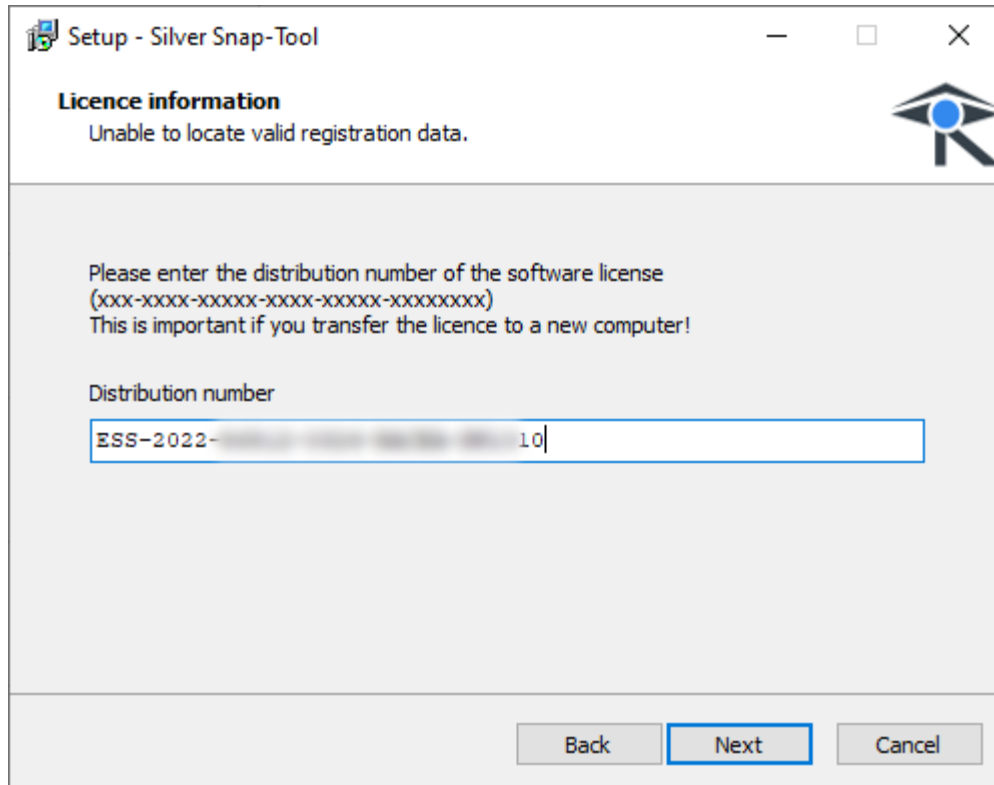 Setup - Silver Snap-Tool
Licence information
Unable to locate valid registration data.
Please enter the distribution number of the software license
(xxx-xxxx-xxxxx-xxxx-xxxxx-xxxxxxxx)
This is important if you transfer the licence to a new computer!
Distribution number
ESS-2022- 10
Back Next Cancel